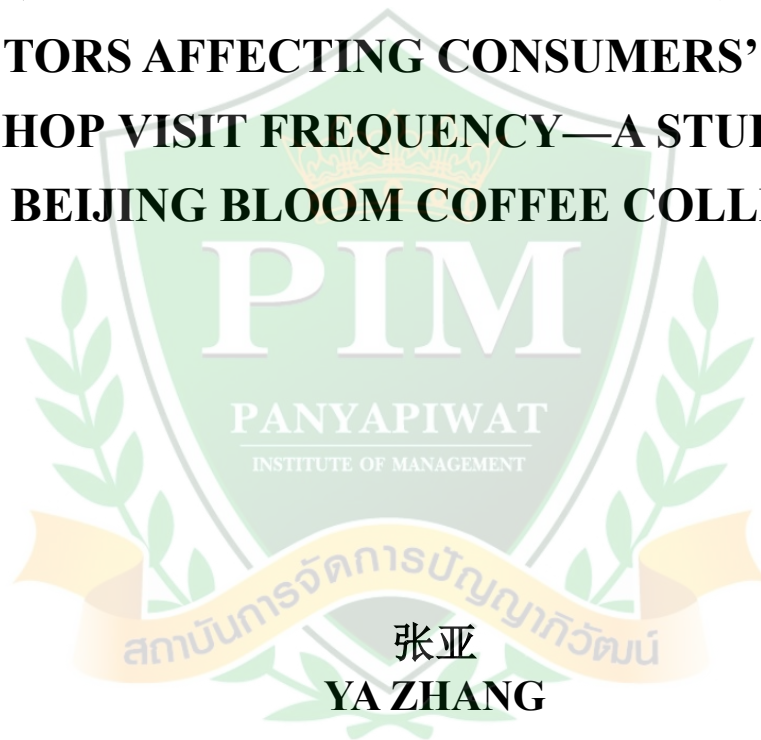 TORS AFFECTING CONSUMERS’
HOP VISIT FREQUENCY—A STU
BEIJING BLOOM COFFEE COLL
PIM
PANYAPIWAT
INSTITUTE OF MANAGEMENT
สถาบันการจัดการปัญญาภิวัฒน์
张亚
YA ZHANG